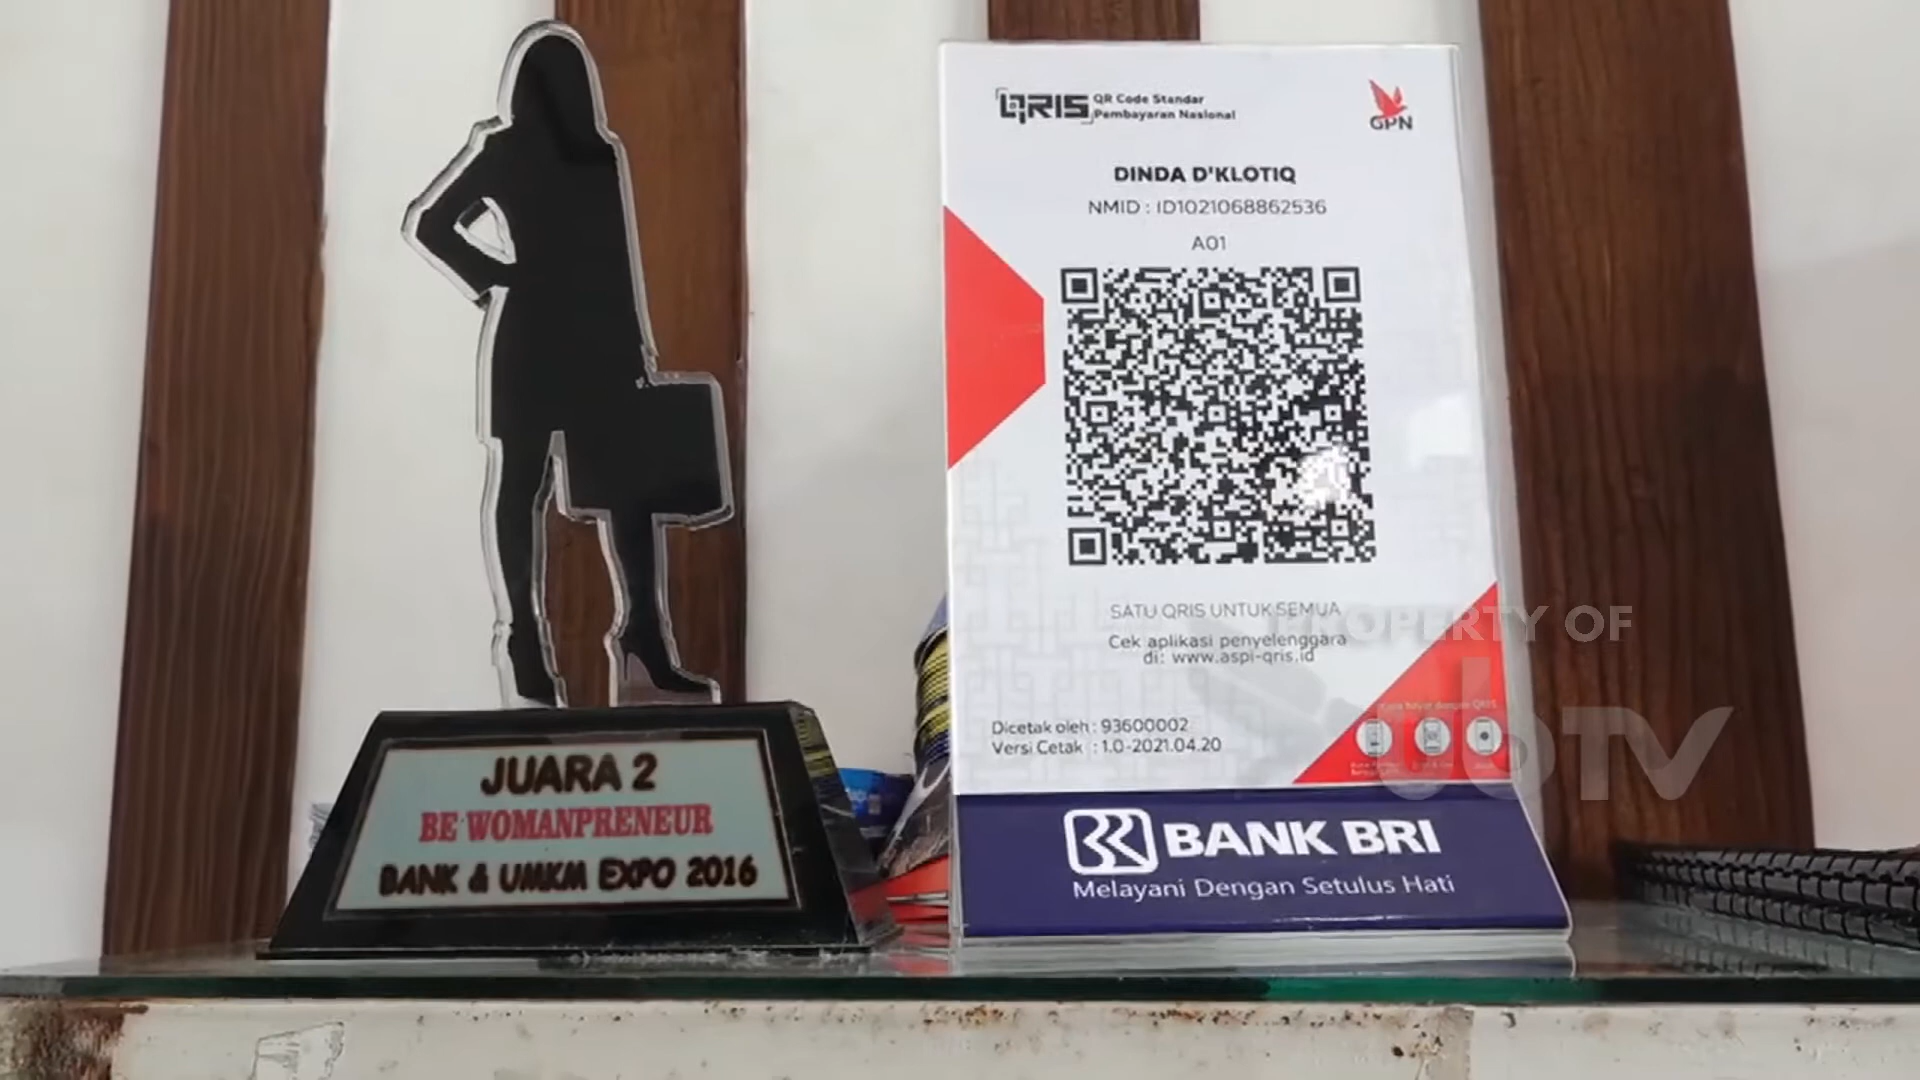 JUARA 2
BE WOMANPRENEUR
BANK & UMKM EXPO 2016
QRIS QR Code Standar
Pembayaran Nasional
GPN
DINDA D'KLOTIQ
NMID : ID1021068862536
A01
SATU QRIS UNTUK SEMUA
Cek aplikasi penyelenggara
di: www.aspi-qris.id
Dicetak oleh : 93600002
Versi Cetak : 1.0-2021.04.20
BANK BRI
Melayani Dengan Setulus Hati
PROPERTY OF